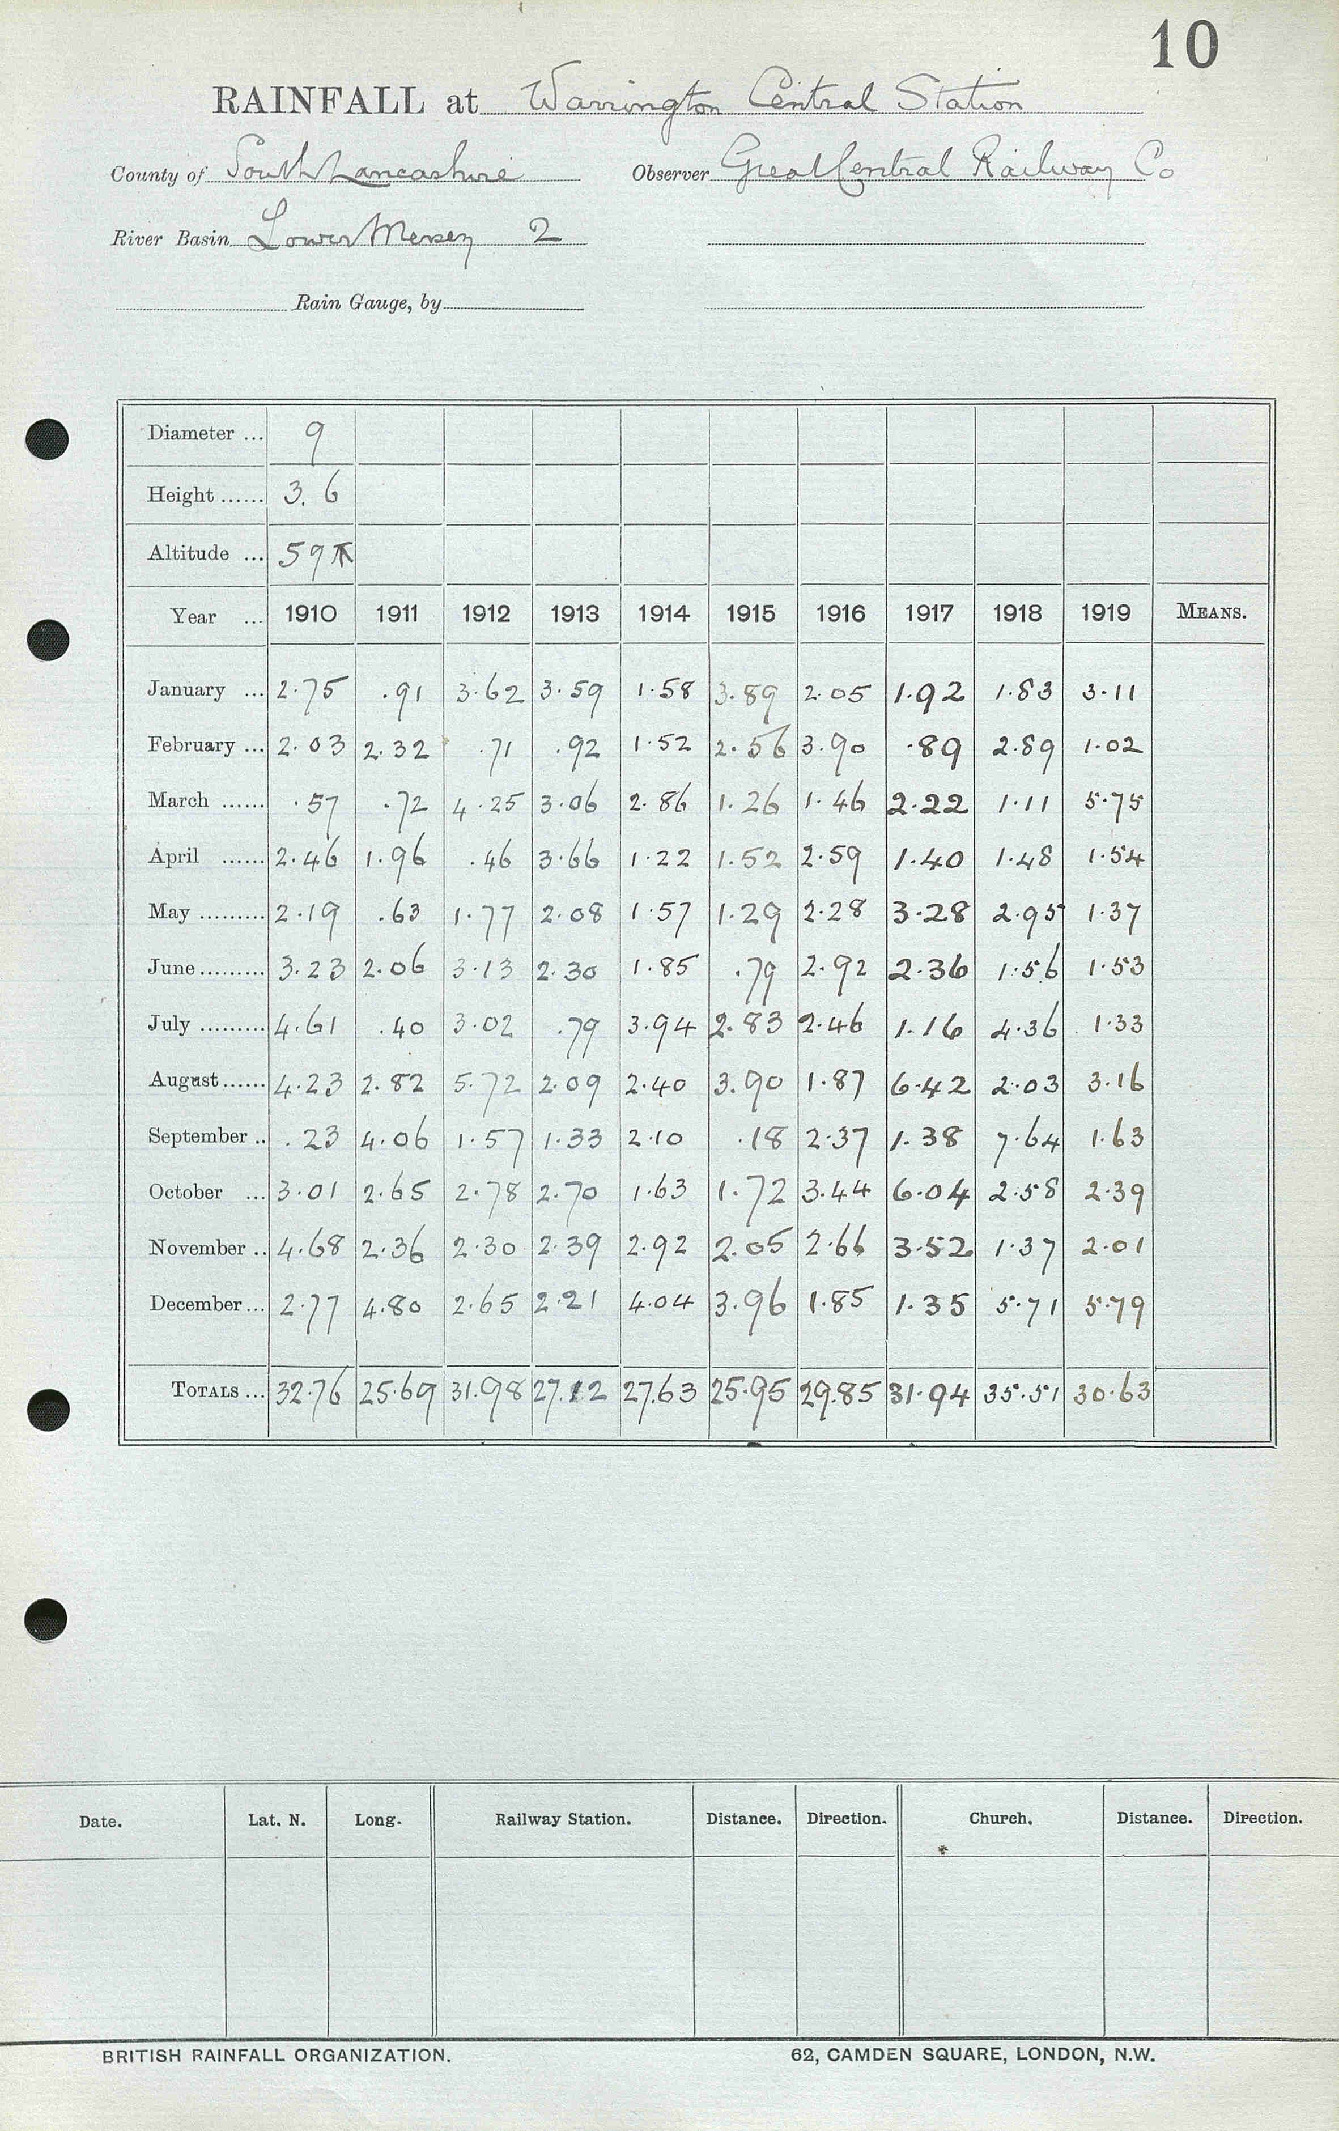 10
RAINFALL at Warrington Central Station
County of South Lancashire Observer Great Central Railway Co
River Basin Lower Mersey 2
Rain Gauge, by
Diameter ... 9
Height ...... 3. 6
Altitude ... 59
Year ... 1910 1911 1912 1913 1914 1915 1916 1917 1918 1919 MEANS.
January ... 2.75 .91 3.62 3.59 1.58 3.89 2.05 1.92 1.83 3.11
February ... 2.03 2.32 .71 .92 1.52 2.56 3.90 .89 2.89 1.02
March ...... .57 .72 4.25 3.06 2.86 1.26 1.46 2.22 1.11 5.75
April ...... 2.46 1.96 .46 3.66 1.22 1.52 2.59 1.40 1.48 1.54
May ......... 2.19 .63 1.77 2.08 1.57 1.29 2.28 3.28 2.95 1.37
June ......... 3.23 2.06 3.13 2.30 1.85 .79 2.92 2.36 1.56 1.53
July ......... 4.61 .40 3.02 .79 3.94 2.83 2.46 1.16 4.36 1.33
August ...... 4.23 2.82 5.72 2.09 2.40 3.90 1.87 6.42 2.03 3.16
September .. .23 4.06 1.57 1.33 2.10 .18 2.37 1.38 7.64 1.63
October ... 3.01 2.65 2.78 2.70 1.63 1.72 3.44 6.04 2.58 2.39
November .. 4.68 2.36 2.30 2.39 2.92 2.05 2.66 3.52 1.37 2.01
December ... 2.77 4.80 2.65 2.21 4.04 3.96 1.85 1.35 5.71 5.79
TOTALS ... 32.76 25.69 31.98 27.12 27.63 25.95 29.85 31.94 35.51 30.63
Date. Lat. N. Long. Railway Station. Distance. Direction. Church. Distance. Direction.
BRITISH RAINFALL ORGANIZATION. 62, CAMDEN SQUARE, LONDON, N.W.